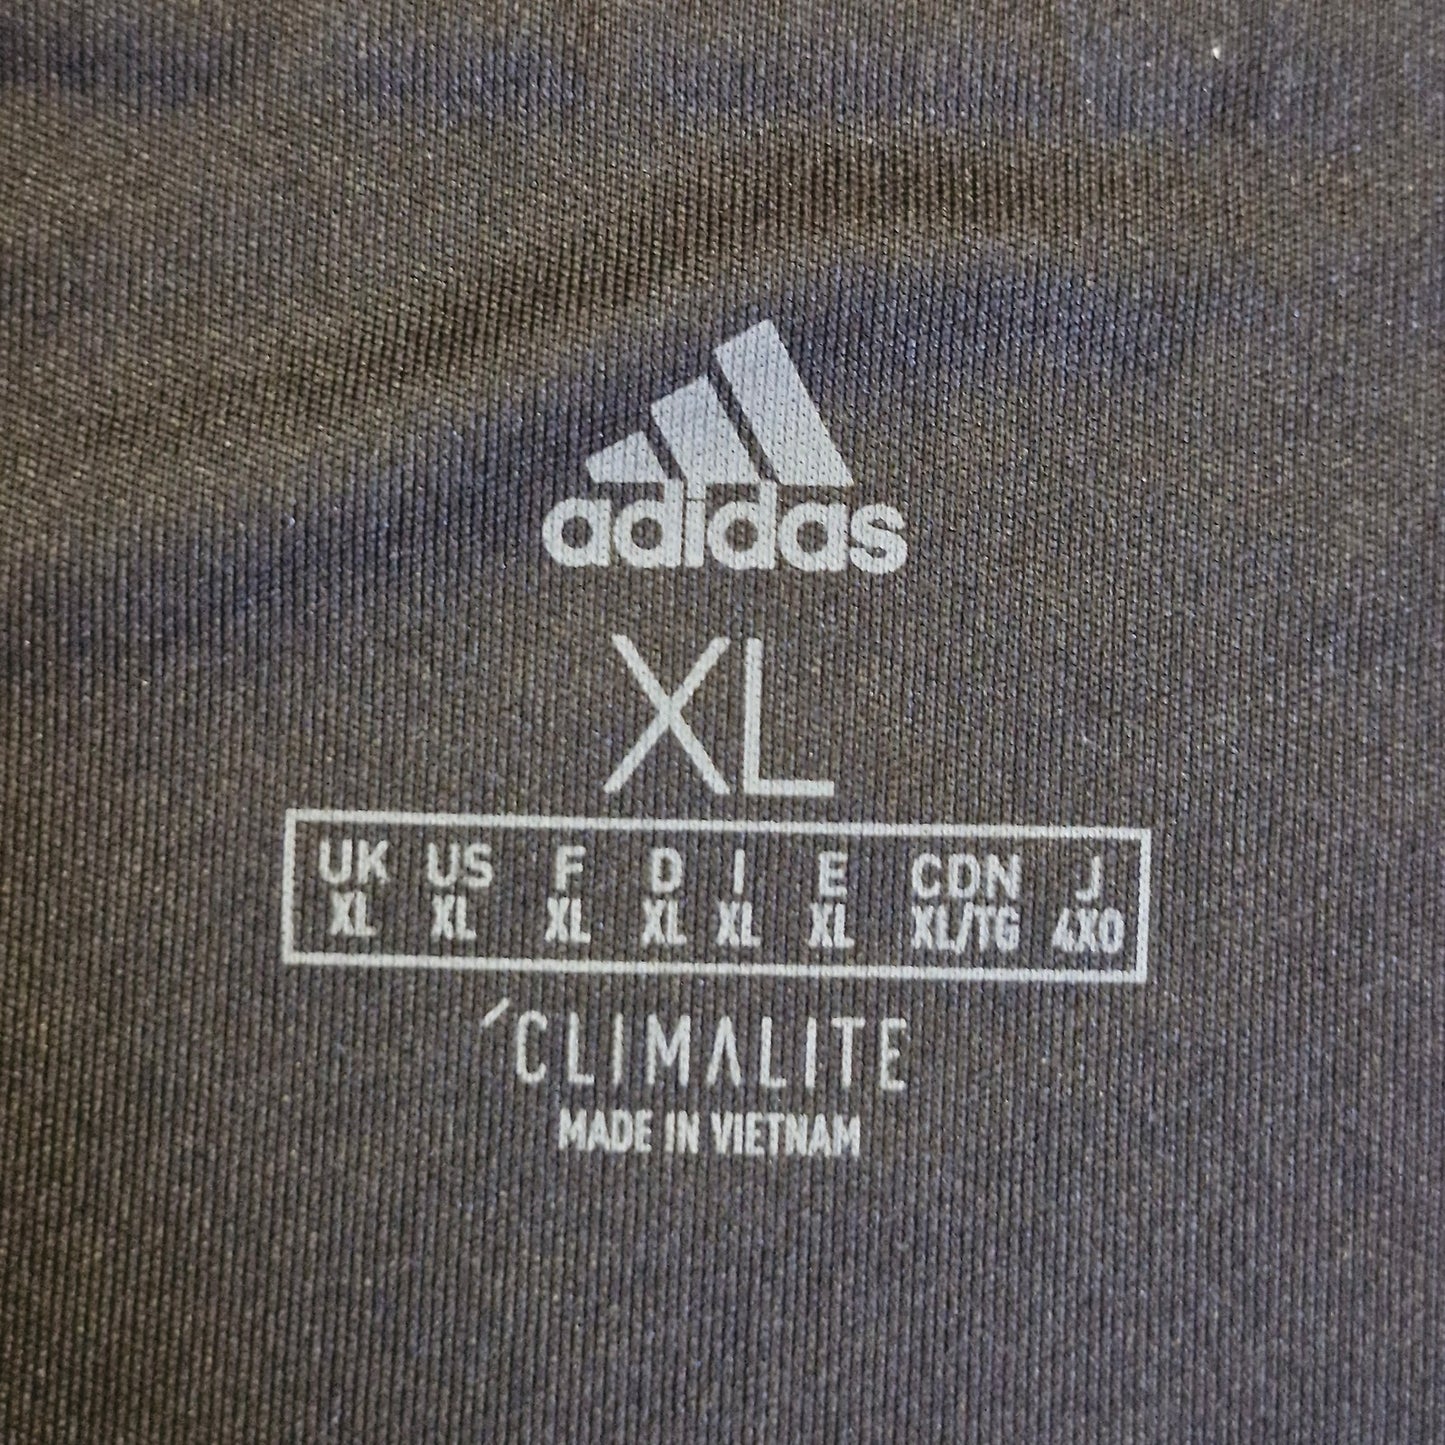 adidas
XL
UK US F D I E CDN J
XL XL XL XL XL XL XL/TG 4XO
'CLIMALITE
MADE IN VIETNAM